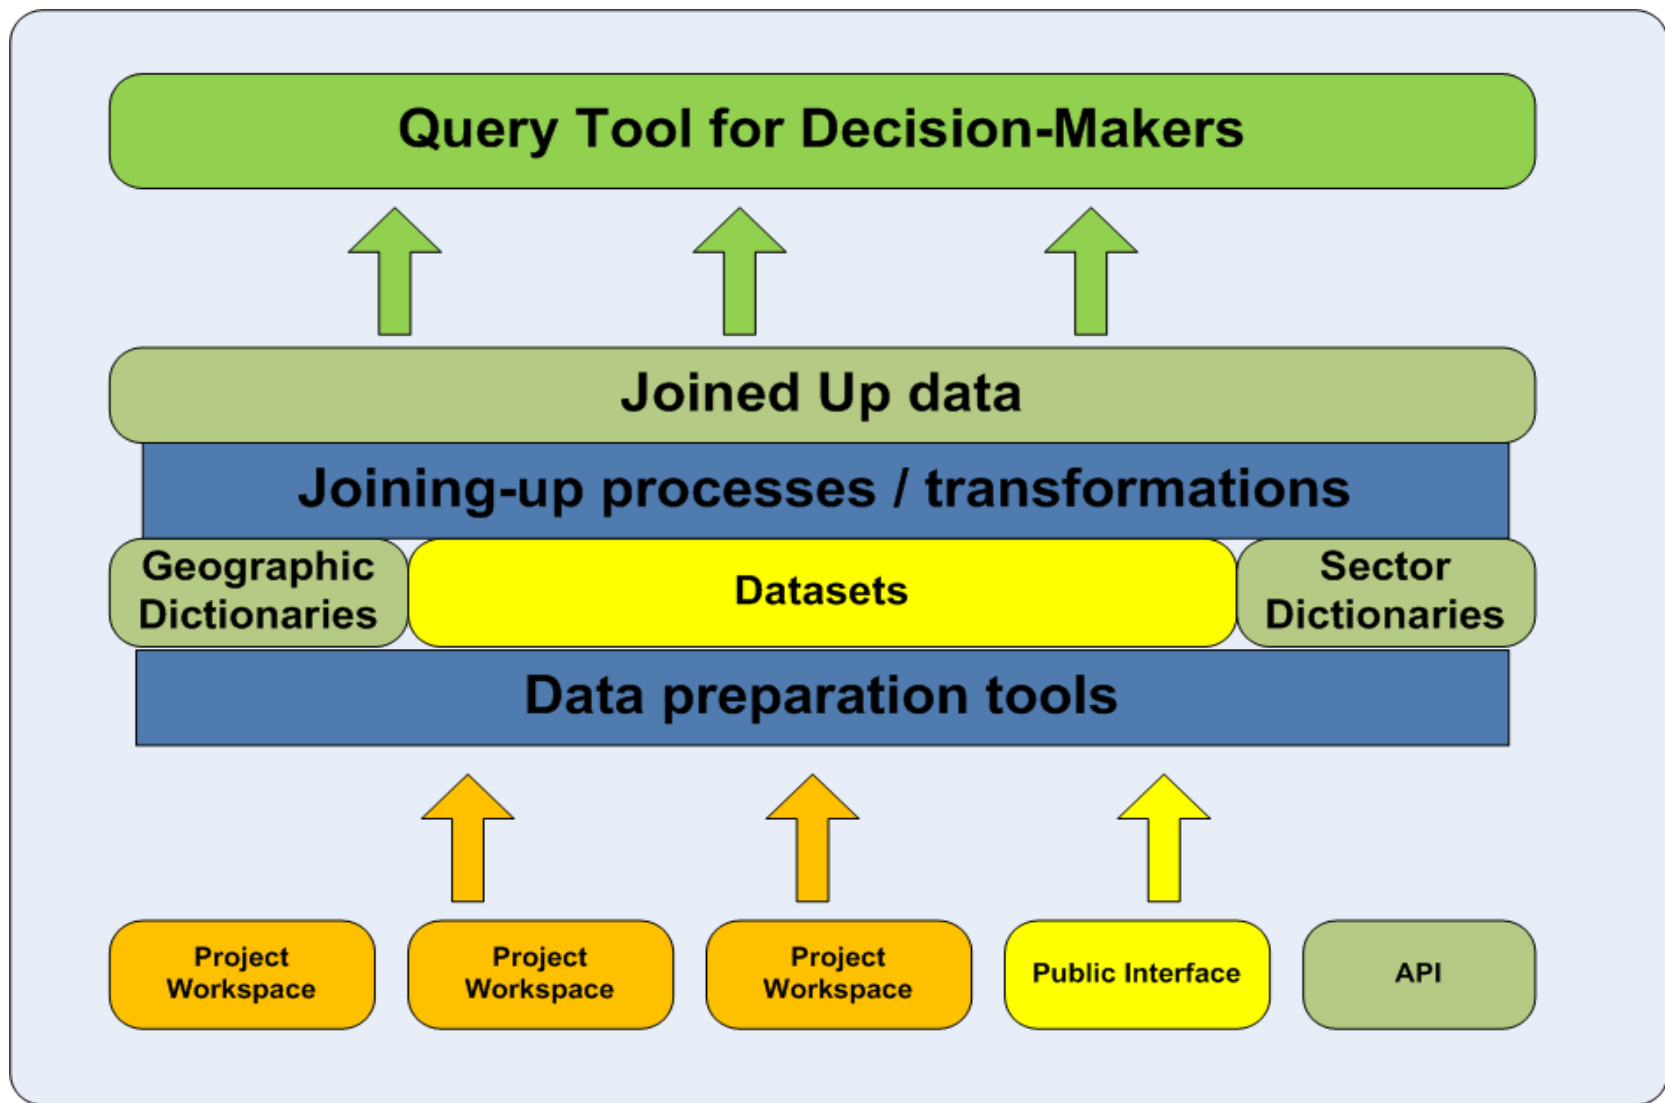 Query Tool for Decision-Makers
Joined Up data
Joining-up processes / transformations
Geographic
Dictionaries
Datasets
Sector
Dictionaries
Data preparation tools
Project
Workspace
Project
Workspace
Project
Workspace
Public Interface
API